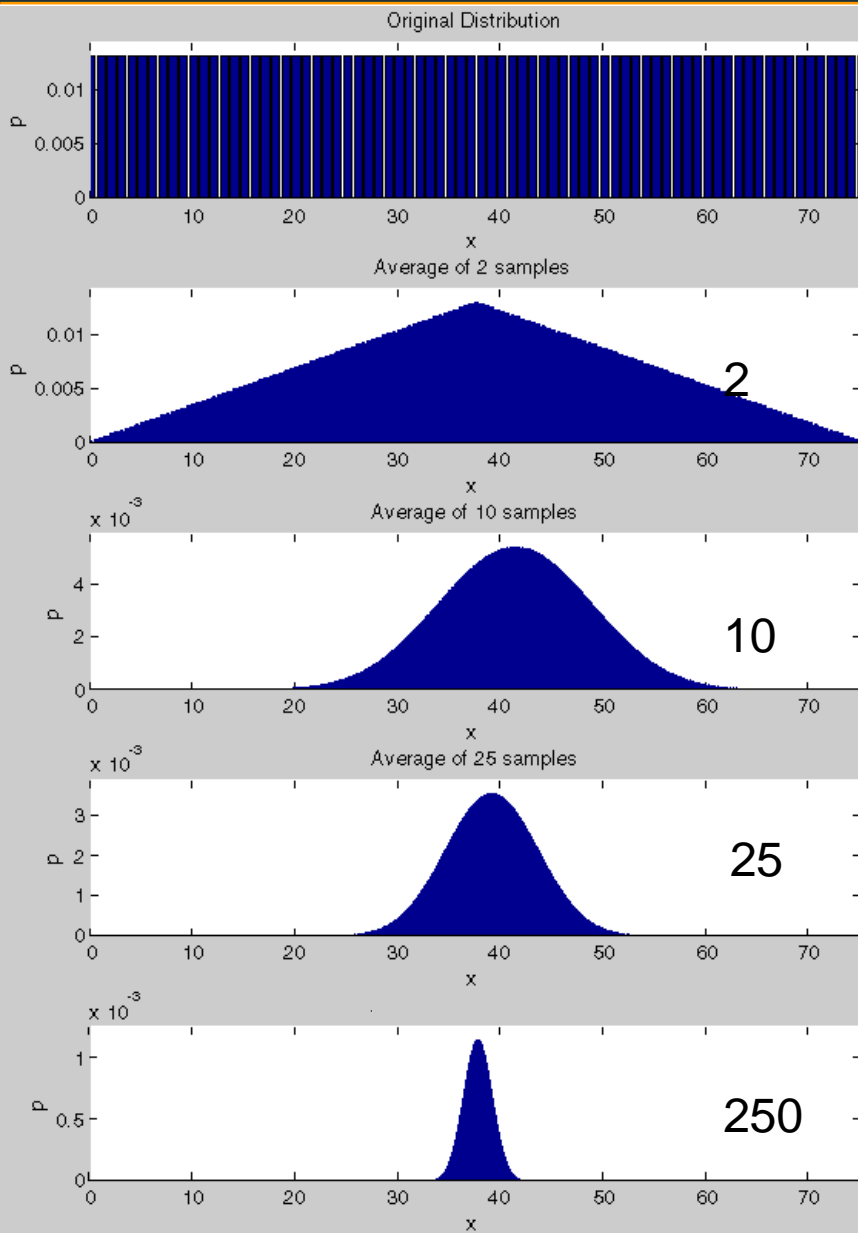 Original Distribution
0.01
0.005
0
p
0 10 20 30 40 50 60 70
x
Average of 2 samples
0.01
0.005
0
p
2
0 10 20 30 40 50 60 70
x
x 10^-3
Average of 10 samples
4
2
0
p
10
0 10 20 30 40 50 60 70
x
x 10^-3
Average of 25 samples
3
2
1
0
p
25
0 10 20 30 40 50 60 70
x
x 10^-3
1
0.5
0
p
250
0 10 20 30 40 50 60 70
x